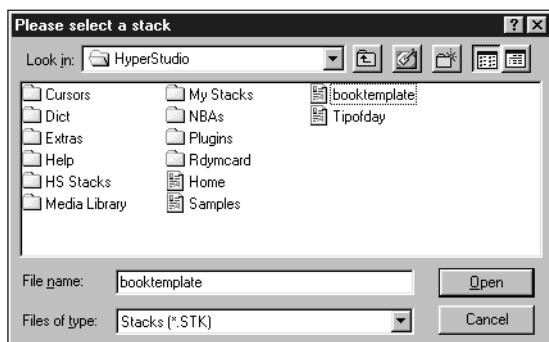 Please select a stack
Look in: HyperStudio
Cursors My Stacks booktemplate
Dict NBAs Tipofday
Extras Plugins
Help Rdymcard
HS Stacks Home
Media Library Samples
File name: booktemplate Open
Files of type: Stacks (*.STK) Cancel